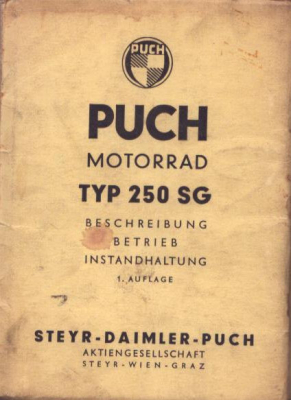 PUCH
PUCH
MOTORRAD
TYP 250 SG
BESCHREIBUNG
BETRIEB
INSTANDHALTUNG
1. AUFLAGE
STEYR-DAIMLER-PUCH
AKTIENGESELLSCHAFT
STEYR-WIEN-GRAZ